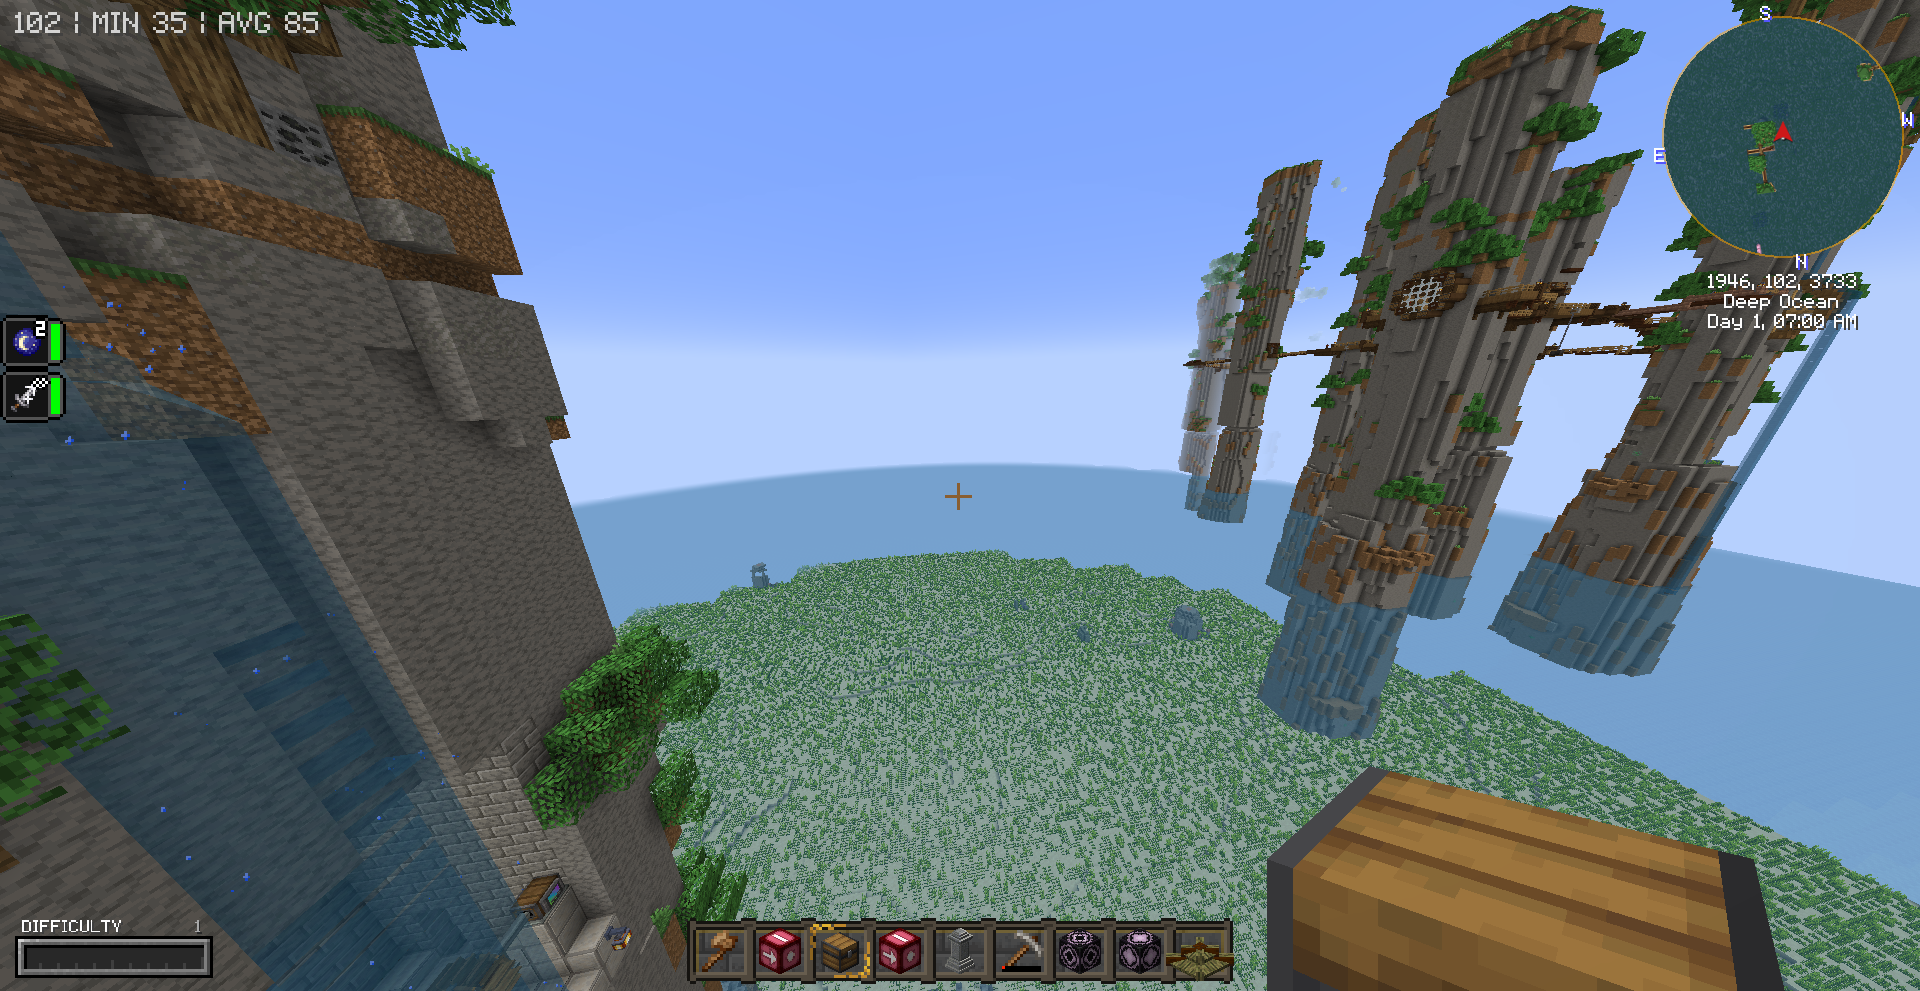 102 | MIN 35 | AVG 85
S
W
E
N
1946, 102, 3733
Deep Ocean
Day 1, 07:00 AM
2
DIFFICULTY 1